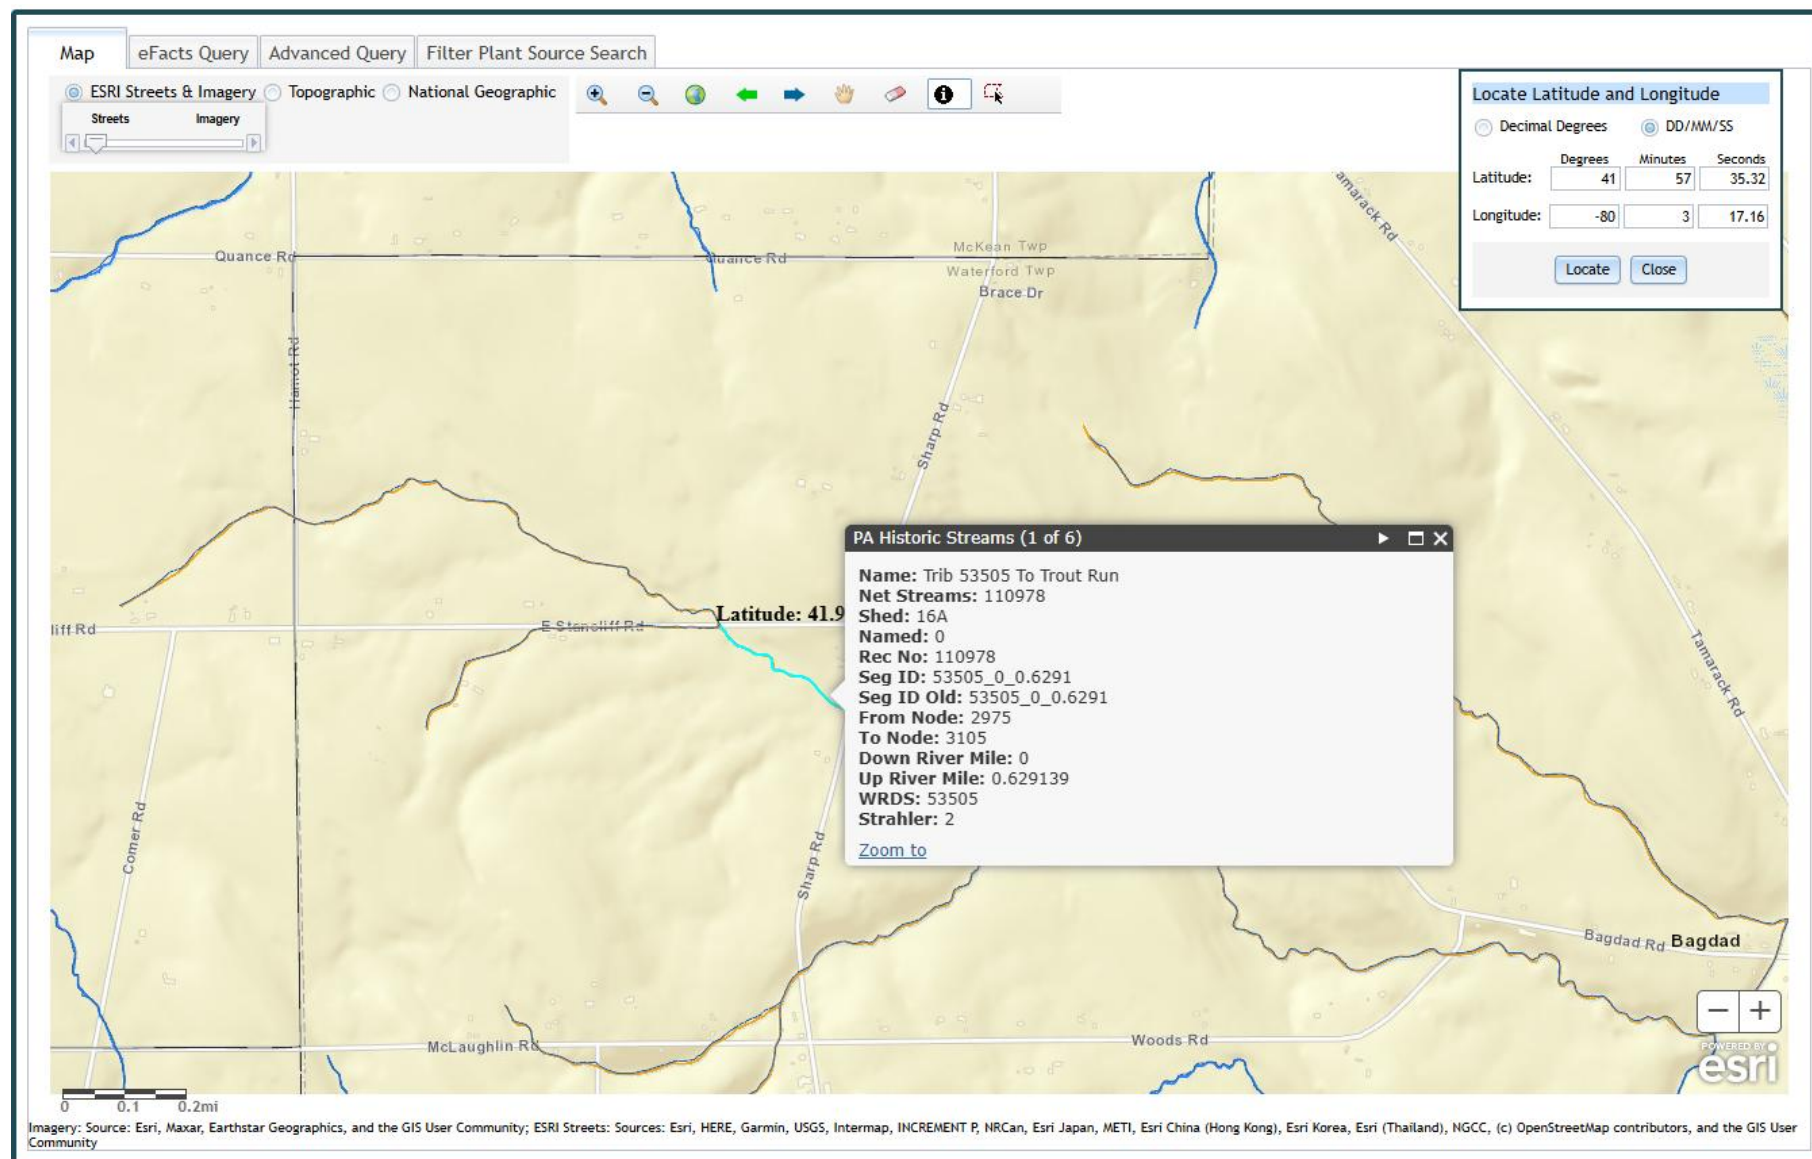 Map eFacts Query Advanced Query Filter Plant Source Search
ESRI Streets & Imagery Topographic National Geographic
Streets Imagery
Locate Latitude and Longitude
Decimal Degrees DD/MM/SS
Degrees Minutes Seconds
Latitude: 41 57 35.32
Longitude: -80 3 17.16
Locate Close
Tamarack Rd
McKean Twp
Quance Rd
Quance Rd
Waterford Twp
Brace Dr
Hamot Rd
Sharp Rd
PA Historic Streams (1 of 6)
Name: Trib 53505 To Trout Run
Net Streams: 110978
Shed: 16A
Named: 0
Rec No: 110978
Seg ID: 53505_0_0.6291
Seg ID Old: 53505_0_0.6291
From Node: 2975
To Node: 3105
Down River Mile: 0
Up River Mile: 0.629139
WRDS: 53505
Strahler: 2
Zoom to
Latitude: 41.9
liff Rd
E Stancliff Rd
Tamarack Rd
Comer Rd
Sharp Rd
Bagdad Rd
Bagdad
McLaughlin Rd
Woods Rd
− +
POWERED BY
esri
0 0.1 0.2mi
Imagery: Source: Esri, Maxar, Earthstar Geographics, and the GIS User Community; ESRI Streets: Sources: Esri, HERE, Garmin, USGS, Intermap, INCREMENT P, NRCan, Esri Japan, METI, Esri China (Hong Kong), Esri Korea, Esri (Thailand), NGCC, (c) OpenStreetMap contributors, and the GIS User
Community